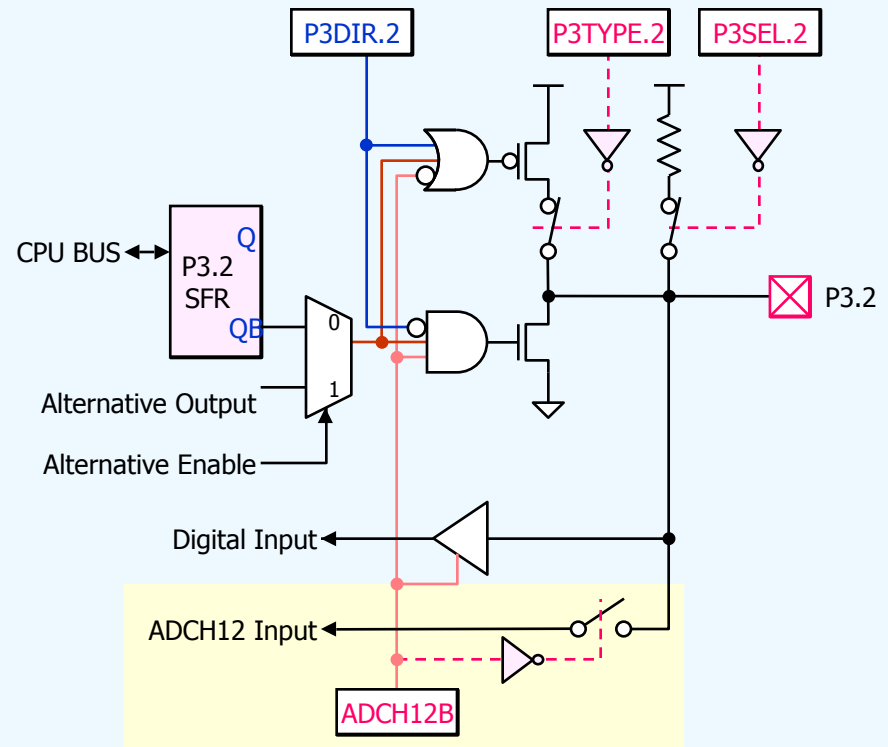 P3DIR.2
P3TYPE.2
P3SEL.2
CPU BUS
Q
P3.2
SFR
QB
0
1
P3.2
Alternative Output
Alternative Enable
Digital Input
ADCH12 Input
ADCH12B